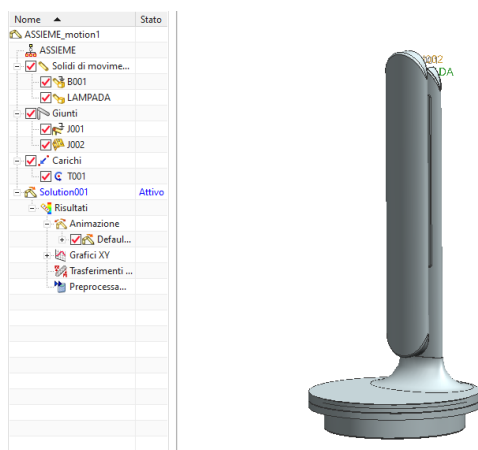 Nome Stato
ASSIEME_motion1
ASSIEME
Solidi di movime...
B001
LAMPADA
Giunti
J001
J002
Carichi
T001
Solution001 Attivo
Risultati
Animazione
Defaul...
Grafici XY
Trasferimenti ...
Preprocessa...
DA